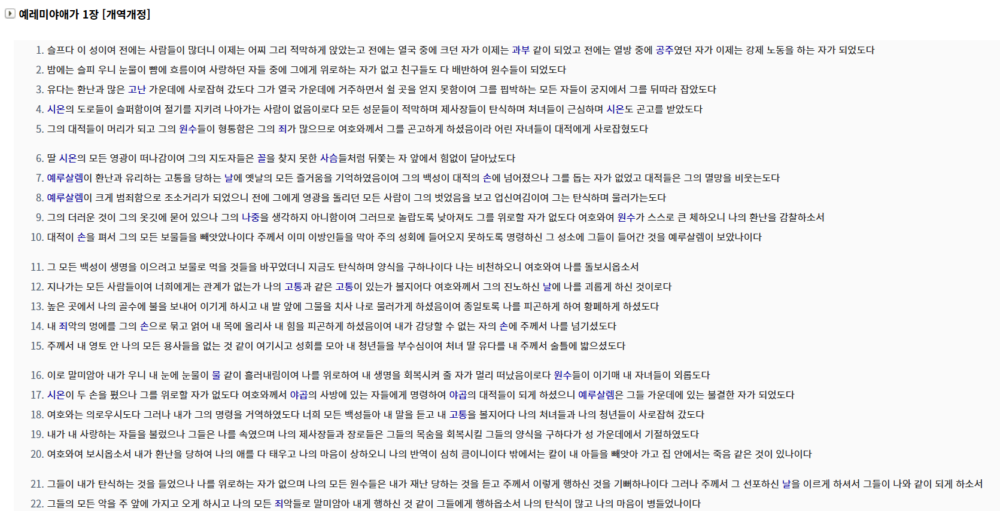 예레미야애가 1장 [개역개정]
1. 슬프다 이 성이여 전에는 사람들이 많더니 이제는 어찌 그리 적막하게 앉았는고 전에는 열국 중에 크던 자가 이제는 과부 같이 되었고 전에는 열방 중에 공주였던 자가 이제는 강제 노동을 하는 자가 되었도다
2. 밤에는 슬피 우니 눈물이 뺨에 흐름이여 사랑하던 자들 중에 그에게 위로하는 자가 없고 친구들도 다 배반하여 원수들이 되었도다
3. 유다는 환난과 많은 고난 가운데에 사로잡혀 갔도다 그가 열국 가운데에 거주하면서 쉴 곳을 얻지 못함이여 그를 핍박하는 모든 자들이 궁지에서 그를 뒤따라 잡았도다
4. 시온의 도로들이 슬퍼함이여 절기를 지키려 나아가는 사람이 없음이로다 모든 성문들이 적막하며 제사장들이 탄식하며 처녀들이 근심하며 시온도 곤고를 받았도다
5. 그의 대적들이 머리가 되고 그의 원수들이 형통함은 그의 죄가 많으므로 여호와께서 그를 곤고하게 하셨음이라 어린 자녀들이 대적에게 사로잡혔도다
6. 딸 시온의 모든 영광이 떠나감이여 그의 지도자들은 꼴을 찾지 못한 사슴들처럼 뒤쫓는 자 앞에서 힘없이 달아났도다
7. 예루살렘이 환난과 유리하는 고통을 당하는 날에 옛날의 모든 즐거움을 기억하였음이여 그의 백성이 대적의 손에 넘어졌으나 그를 돕는 자가 없었고 대적들은 그의 멸망을 비웃는도다
8. 예루살렘이 크게 범죄함으로 조소거리가 되었으니 전에 그에게 영광을 돌리던 모든 사람이 그의 벗었음을 보고 업신여김이여 그는 탄식하며 물러가는도다
9. 그의 더러운 것이 그의 옷깃에 묻어 있으나 그의 나중을 생각하지 아니함이여 그러므로 놀랍도록 낮아져도 그를 위로할 자가 없도다 여호와여 원수가 스스로 큰 체하오니 나의 환난을 감찰하소서
10. 대적이 손을 펴서 그의 모든 보물들을 빼앗았나이다 주께서 이미 이방인들을 막아 주의 성회에 들어오지 못하도록 명령하신 그 성소에 그들이 들어간 것을 예루살렘이 보았나이다
11. 그 모든 백성이 생명을 이으려고 보물로 먹을 것들을 바꾸었더니 지금도 탄식하며 양식을 구하나이다 나는 비천하오니 여호와여 나를 돌보시옵소서
12. 지나가는 모든 사람들이여 너희에게는 관계가 없는가 나의 고통과 같은 고통이 있는가 볼지어다 여호와께서 그의 진노하신 날에 나를 괴롭게 하신 것이로다
13. 높은 곳에서 나의 골수에 불을 보내어 이기게 하시고 내 발 앞에 그물을 치사 나로 물러가게 하셨음이여 종일토록 나를 피곤하게 하여 황폐하게 하셨도다
14. 내 죄악의 멍에를 그의 손으로 묶고 얽어 내 목에 올리사 내 힘을 피곤하게 하셨음이여 내가 감당할 수 없는 자의 손에 주께서 나를 넘기셨도다
15. 주께서 내 영토 안 나의 모든 용사들을 없는 것 같이 여기시고 성회를 모아 내 청년들을 부수심이여 처녀 딸 유다를 내 주께서 술틀에 밟으셨도다
16. 이로 말미암아 내가 우니 내 눈에 눈물이 물 같이 흘러내림이여 나를 위로하여 내 생명을 회복시켜 줄 자가 멀리 떠났음이로다 원수들이 이기매 내 자녀들이 외롭도다
17. 시온이 두 손을 폈으나 그를 위로할 자가 없도다 여호와께서 야곱의 사방에 있는 자들에게 명령하여 야곱의 대적들이 되게 하셨으니 예루살렘은 그들 가운데에 있는 불결한 자가 되었도다
18. 여호와는 의로우시도다 그러나 내가 그의 명령을 거역하였도다 너희 모든 백성들아 내 말을 듣고 내 고통을 볼지어다 나의 처녀들과 나의 청년들이 사로잡혀 갔도다
19. 내가 내 사랑하는 자들을 불렀으나 그들은 나를 속였으며 나의 제사장들과 장로들은 그들의 목숨을 회복시킬 그들의 양식을 구하다가 성 가운데에서 기절하였도다
20. 여호와여 보시옵소서 내가 환난을 당하여 나의 애를 다 태우고 나의 마음이 상하오니 나의 반역이 심히 큼이니이다 밖에서는 칼이 내 아들을 빼앗아 가고 집 안에서는 죽음 같은 것이 있나이다
21. 그들이 내가 탄식하는 것을 들었으나 나를 위로하는 자가 없으며 나의 모든 원수들은 내가 재난 당하는 것을 듣고 주께서 이렇게 행하신 것을 기뻐하나이다 그러나 주께서 그 선포하신 날을 이르게 하셔서 그들이 나와 같이 되게 하소서
22. 그들의 모든 악을 주 앞에 가지고 오게 하시고 나의 모든 죄악들로 말미암아 내게 행하신 것 같이 그들에게 행하옵소서 나의 탄식이 많고 나의 마음이 병들었나이다